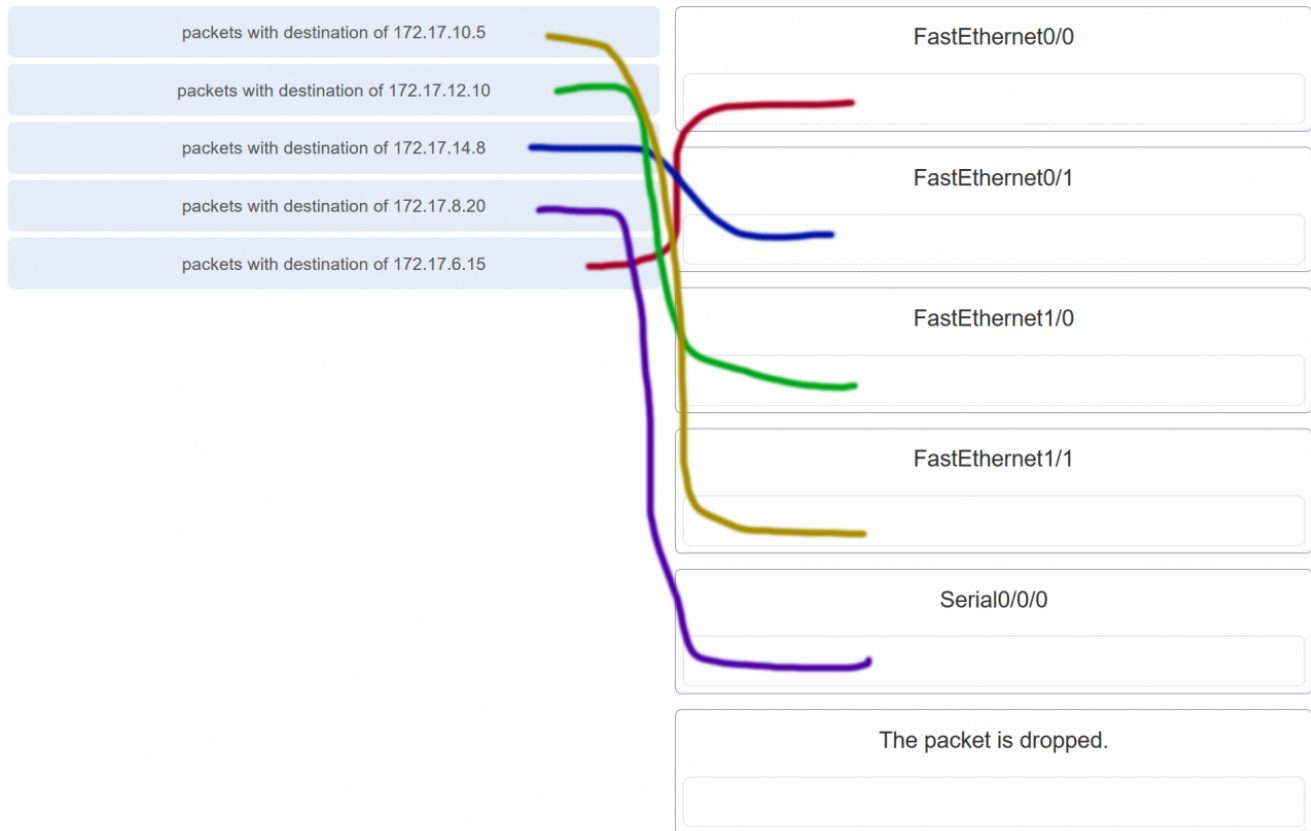 packets with destination of 172.17.10.5
packets with destination of 172.17.12.10
packets with destination of 172.17.14.8
packets with destination of 172.17.8.20
packets with destination of 172.17.6.15
FastEthernet0/0
FastEthernet0/1
FastEthernet1/0
FastEthernet1/1
Serial0/0/0
The packet is dropped.